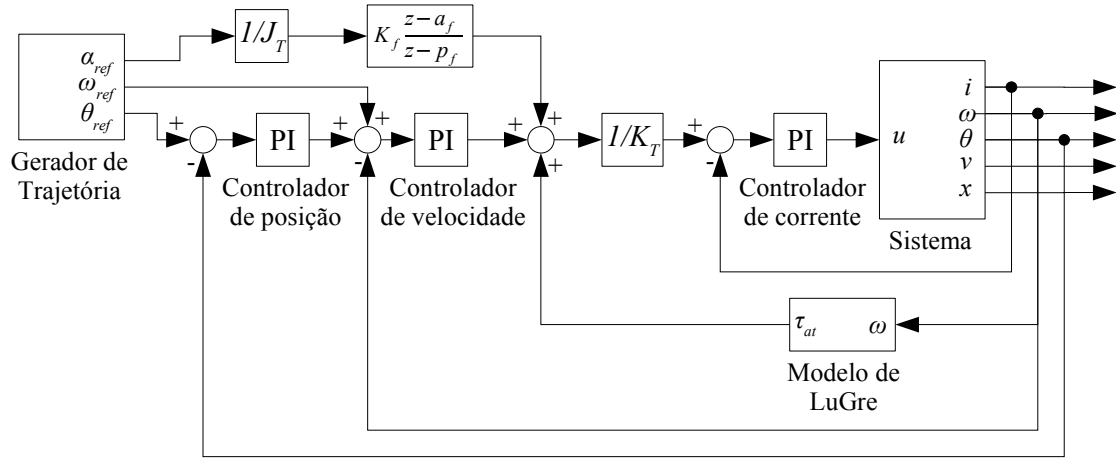 α_ref
ω_ref
θ_ref
Gerador de
Trajetória
1/J_T
K_f (z−a_f)/(z−p_f)
+
-
PI
Controlador
de posição
+
+
-
PI
Controlador
de velocidade
+
+
+
1/K_T
+
-
PI
Controlador
de corrente
u
i
ω
θ
v
x
Sistema
τ_at ω
Modelo de
LuGre